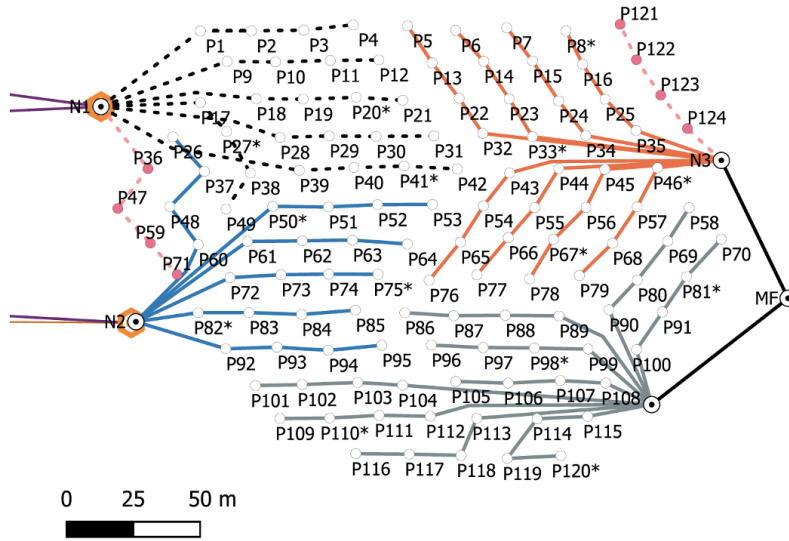 P121
P1 P2 P3 P4 P5 P6 P7 P8*
P122
P9 P10 P11 P12 P13 P14 P15 P16
P123
N1 P17 P18 P19 P20* P21 P22 P23 P24 P25 P124
P26 P27* P28 P29 P30 P31 P32 P33* P34 P35
N3
P36 P37 P38 P39 P40 P41* P42 P43 P44 P45 P46*
P47 P48 P49 P50* P51 P52 P53 P54 P55 P56 P57 P58
P59 P60 P61 P62 P63 P64 P65 P66 P67* P68 P69 P70
P71 P72 P73 P74 P75* P76 P77 P78 P79 P80 P81*
MF
N2 P82* P83 P84 P85 P86 P87 P88 P89 P90 P91
P92 P93 P94 P95 P96 P97 P98* P99 P100
P101 P102 P103 P104 P105 P106 P107 P108
P109 P110* P111 P112 P113 P114 P115
P116 P117 P118 P119 P120*
0 25 50 m